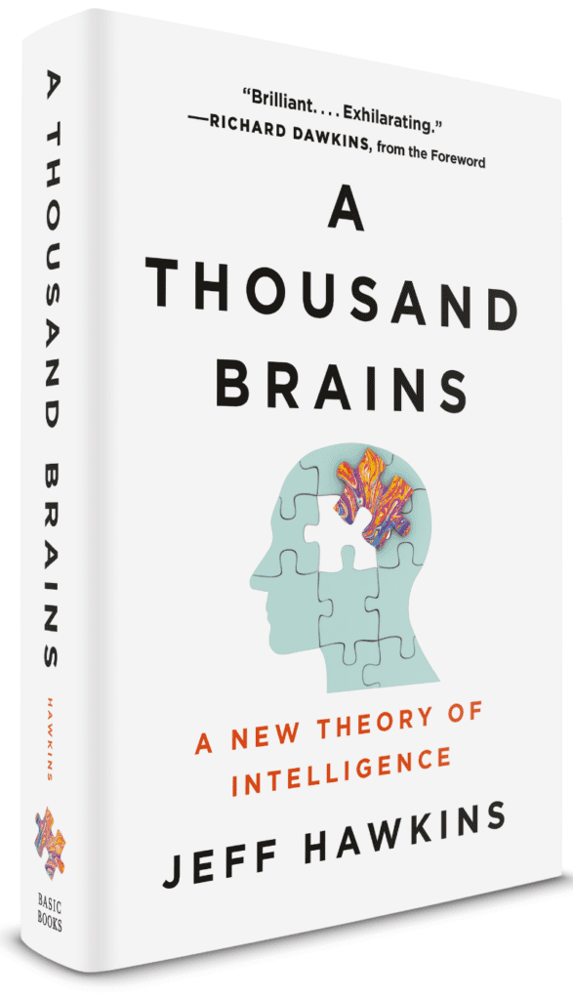 “Brilliant. . . . Exhilarating.”
—RICHARD DAWKINS, from the Foreword
A
THOUSAND
BRAINS
A NEW THEORY OF
INTELLIGENCE
JEFF HAWKINS
A THOUSAND BRAINS
HAWKINS
BASIC
BOOKS